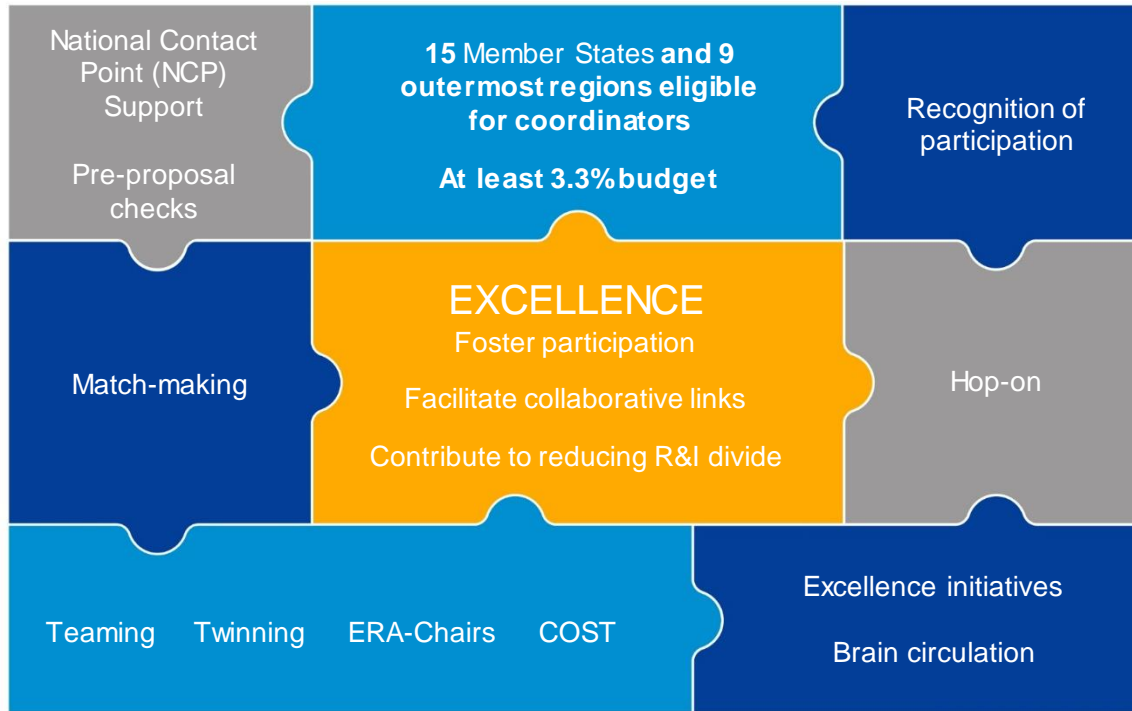 National Contact
Point (NCP)
Support
Pre-proposal
checks
15 Member States and 9
outermost regions eligible
for coordinators
At least 3.3% budget
Recognition of
participation
Match-making
EXCELLENCE
Foster participation
Facilitate collaborative links
Contribute to reducing R&I divide
Hop-on
Teaming Twinning ERA-Chairs COST
Excellence initiatives
Brain circulation